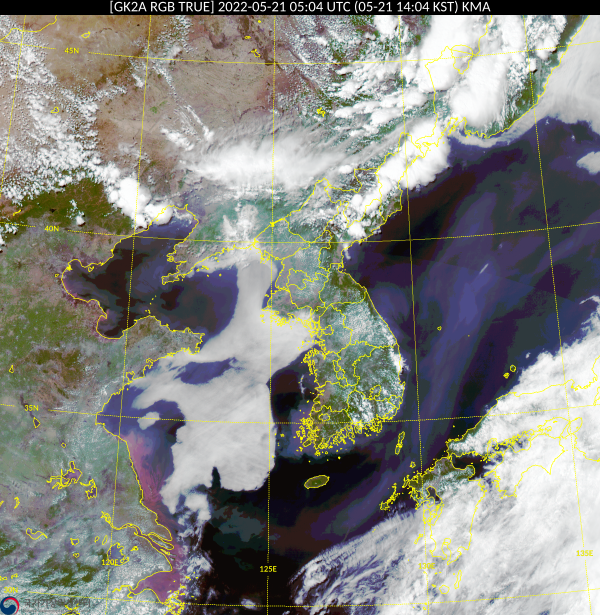 [GK2A RGB TRUE] 2022-05-21 05:04 UTC (05-21 14:04 KST) KMA
45N
40N
35N
120E
125E
135E